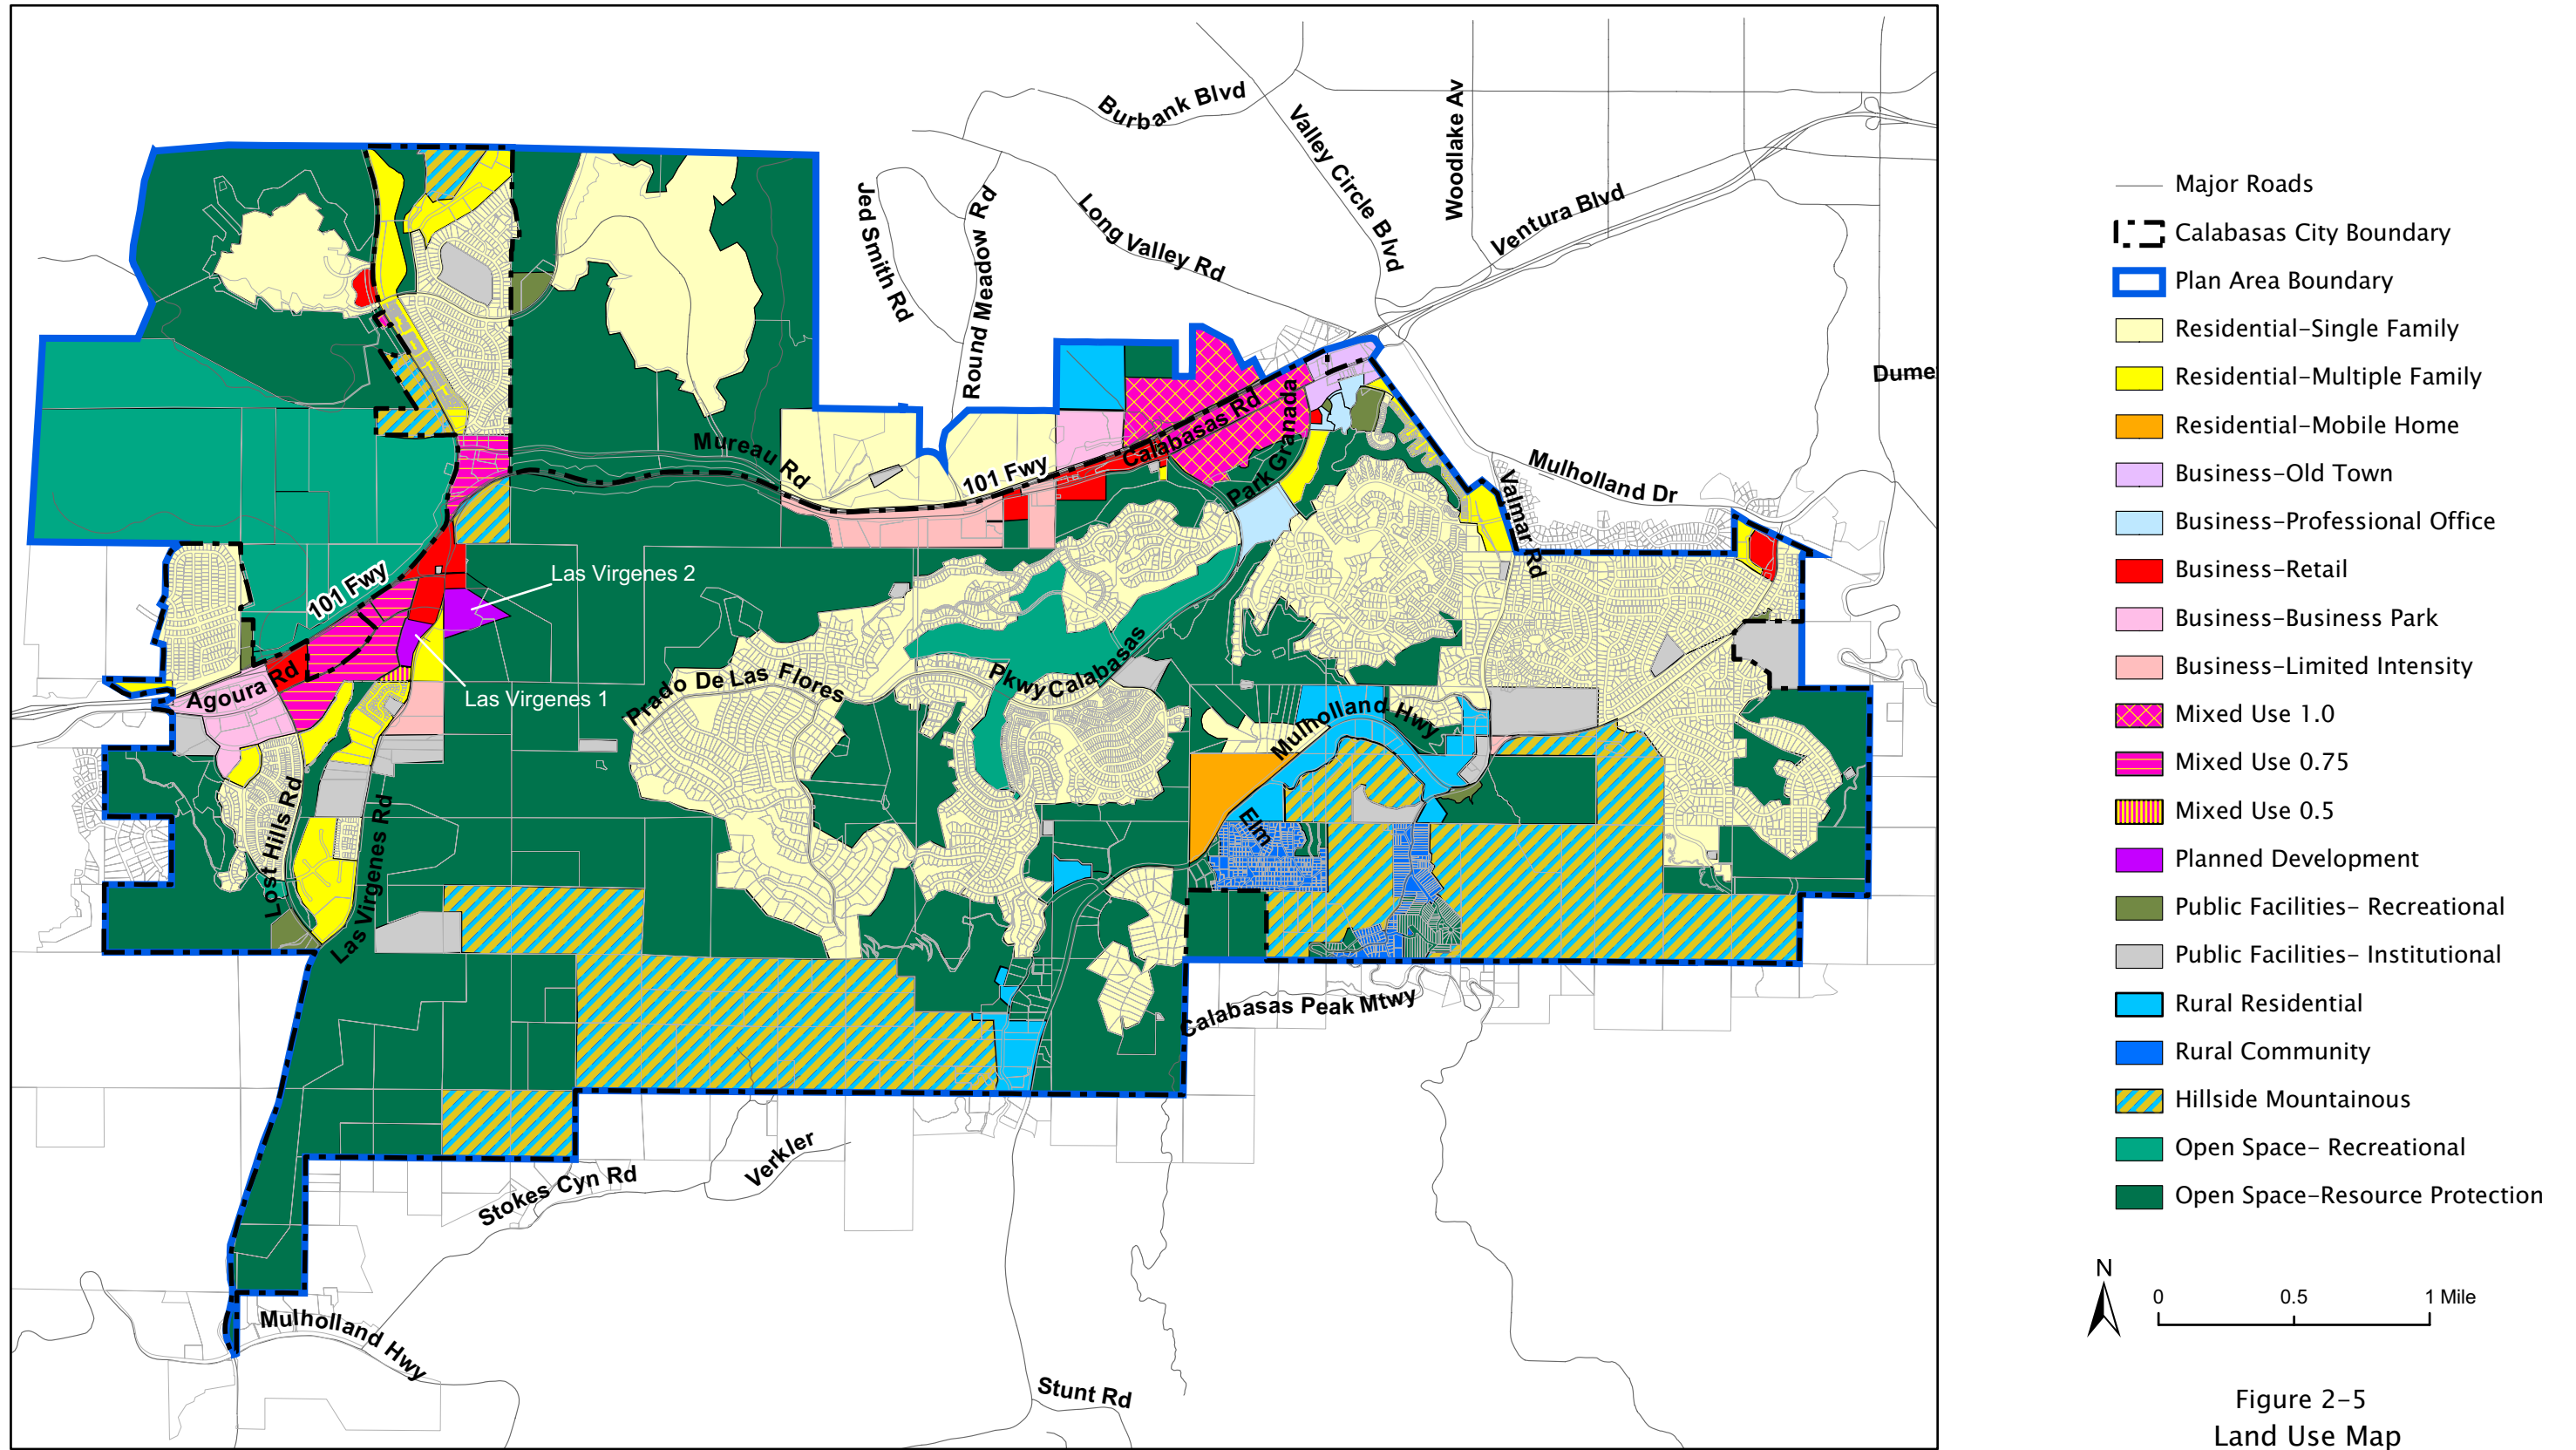 Burbank Blvd
Valley Circle Blvd
Woodlake Av
Ventura Blvd
Jed Smith Rd
Round Meadow Rd
Long Valley Rd
Dume
Mureau Rd
101 Fwy
Calabasas Rd
Park Granada
Mulholland Dr
Valmar Rd
101 Fwy
Las Virgenes 2
Agoura Rd
Las Virgenes 1
Prado De Las Flores
Pkwy Calabasas
Mulholland Hwy
Elm
Lost Hills Rd
Las Virgenes Rd
Calabasas Peak Mtwy
Stokes Cyn Rd
Verkler
Mulholland Hwy
Stunt Rd
Major Roads
Calabasas City Boundary
Plan Area Boundary
Residential-Single Family
Residential-Multiple Family
Residential-Mobile Home
Business-Old Town
Business-Professional Office
Business-Retail
Business-Business Park
Business-Limited Intensity
Mixed Use 1.0
Mixed Use 0.75
Mixed Use 0.5
Planned Development
Public Facilities- Recreational
Public Facilities- Institutional
Rural Residential
Rural Community
Hillside Mountainous
Open Space- Recreational
Open Space-Resource Protection
N
0 0.5 1 Mile
Figure 2-5
Land Use Map